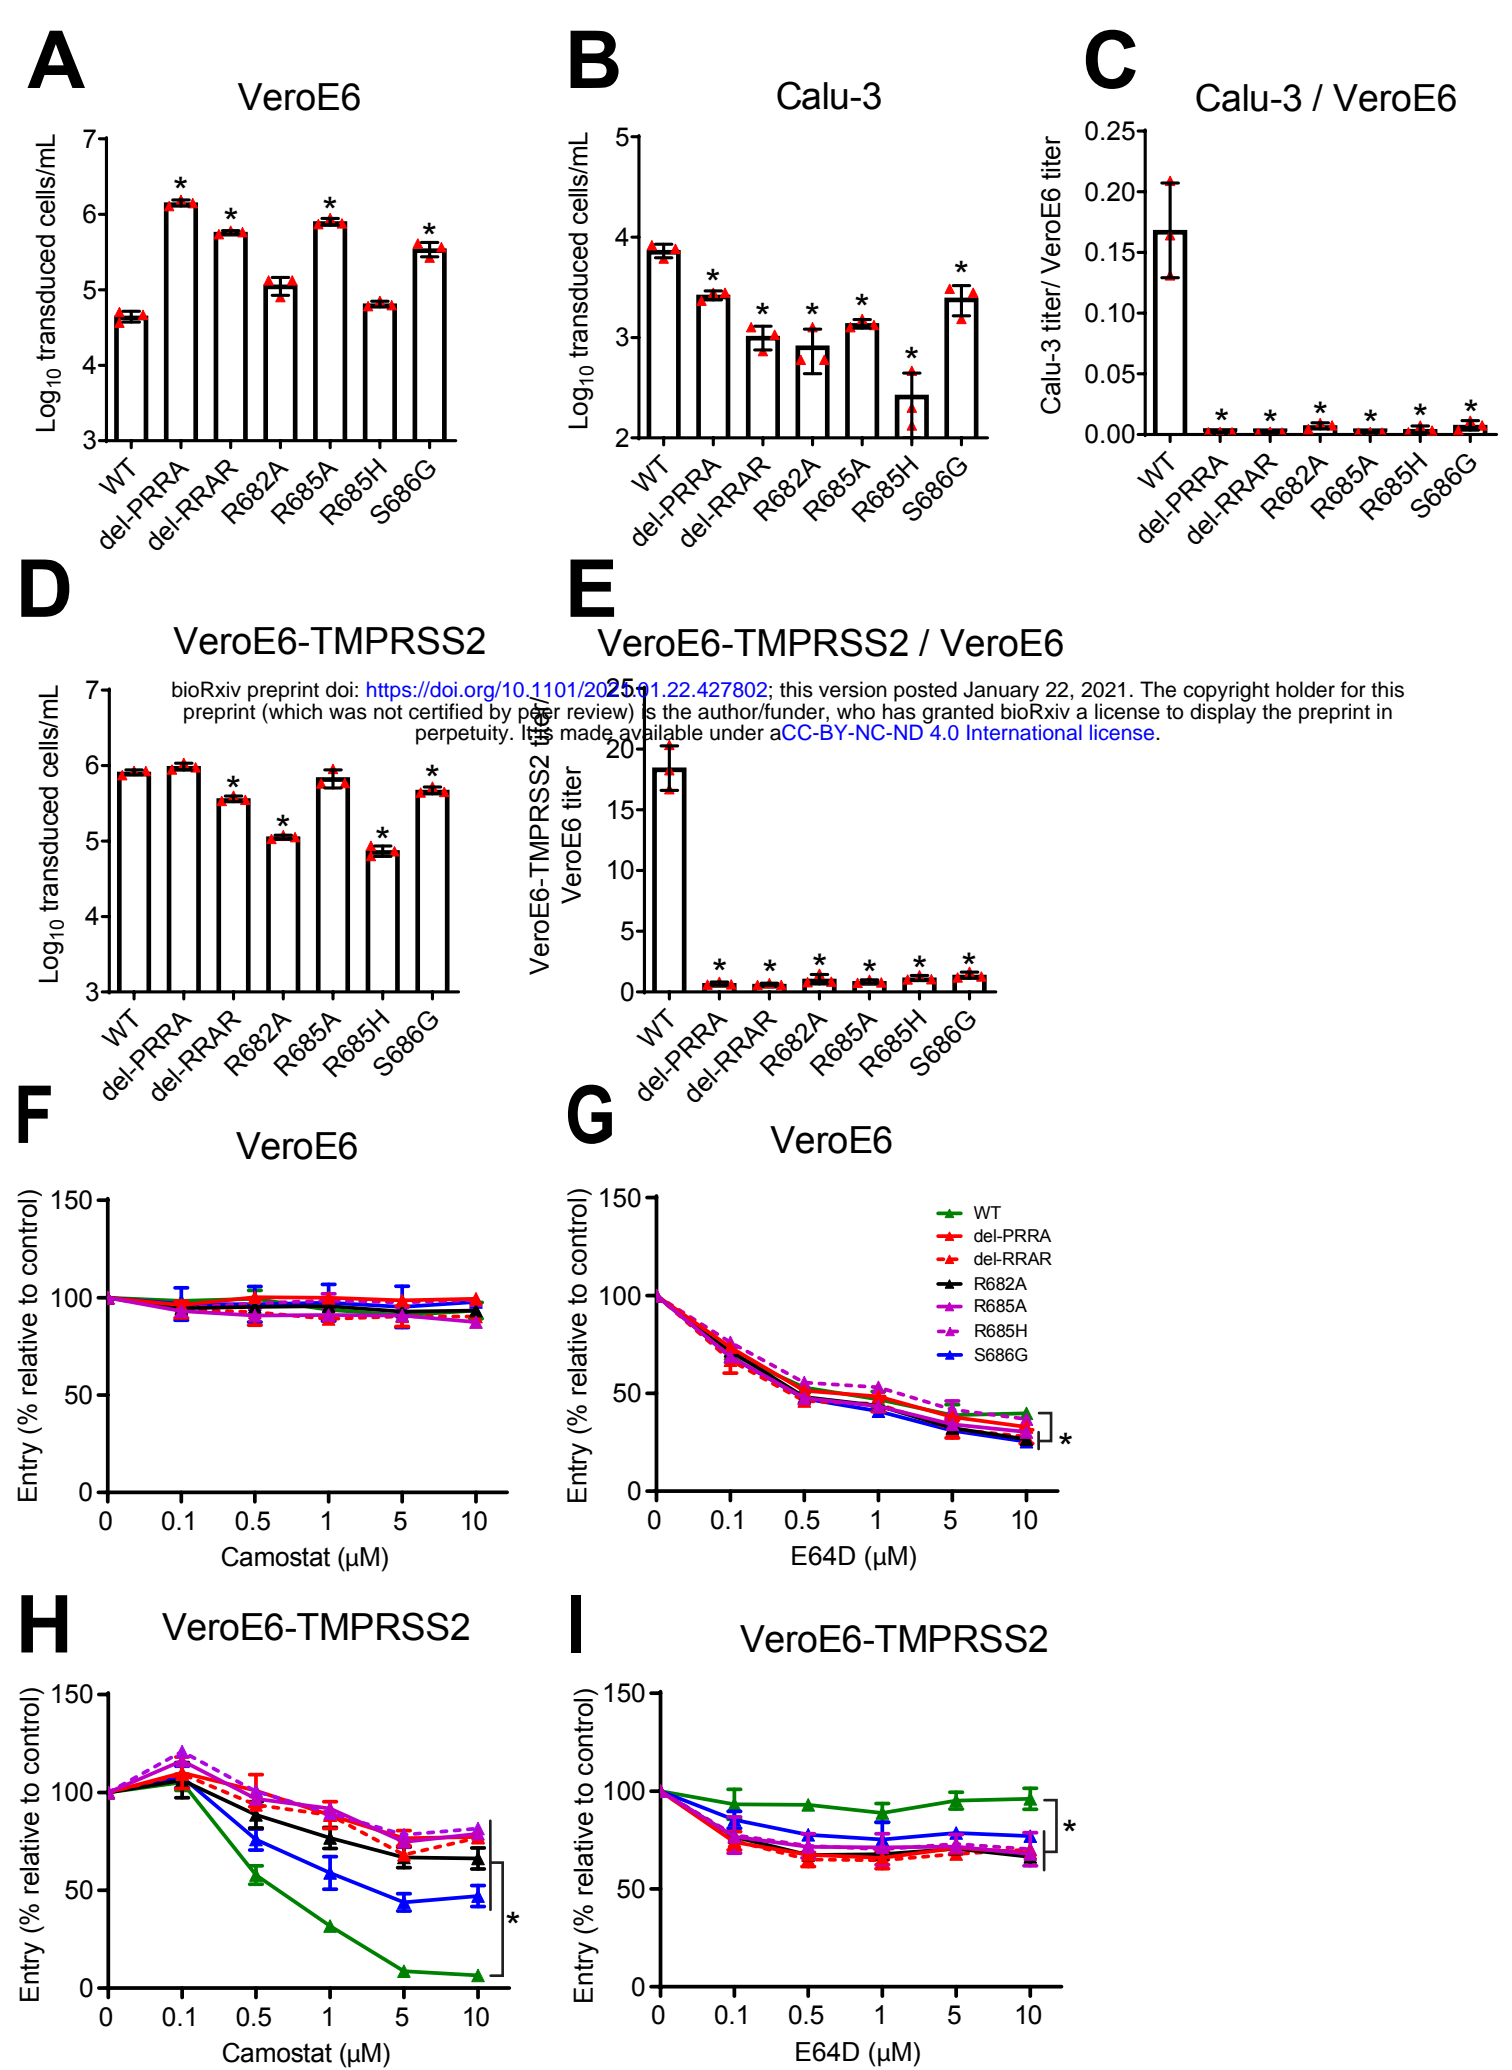 A
VeroE6
Log10 transduced cells/mL
7
6
5
4
3
* * * *
WT
del-PRRA
del-RRAR
R682A
R685A
R685H
S686G
B
Calu-3
Log10 transduced cells/mL
5
4
3
2
* * * * * *
WT
del-PRRA
del-RRAR
R682A
R685A
R685H
S686G
C
Calu-3 / VeroE6
Calu-3 titer/ VeroE6 titer
0.25
0.20
0.15
0.10
0.05
0.00
* * * * * *
WT
del-PRRA
del-RRAR
R682A
R685A
R685H
S686G
D
VeroE6-TMPRSS2
Log10 transduced cells/mL
7
6
5
4
3
* * * *
WT
del-PRRA
del-RRAR
R682A
R685A
R685H
S686G
E
VeroE6-TMPRSS2 / VeroE6
bioRxiv preprint doi: https://doi.org/10.1101/2021.01.22.427802; this version posted January 22, 2021. The copyright holder for this
preprint (which was not certified by peer review) is the author/funder, who has granted bioRxiv a license to display the preprint in
perpetuity. It is made available under aCC-BY-NC-ND 4.0 International license.
VeroE6-TMPRSS2 titer/
VeroE6 titer
25
20
15
10
5
0
* * * * * *
WT
del-PRRA
del-RRAR
R682A
R685A
R685H
S686G
F
VeroE6
Entry (% relative to control)
150
100
50
0
0 0.1 0.5 1 5 10
Camostat (µM)
G
VeroE6
Entry (% relative to control)
150
100
50
0
WT
del-PRRA
del-RRAR
R682A
R685A
R685H
S686G
*
0 0.1 0.5 1 5 10
E64D (µM)
H
VeroE6-TMPRSS2
Entry (% relative to control)
150
100
50
0
*
0 0.1 0.5 1 5 10
Camostat (µM)
I
VeroE6-TMPRSS2
Entry (% relative to control)
150
100
50
0
*
0 0.1 0.5 1 5 10
E64D (µM)